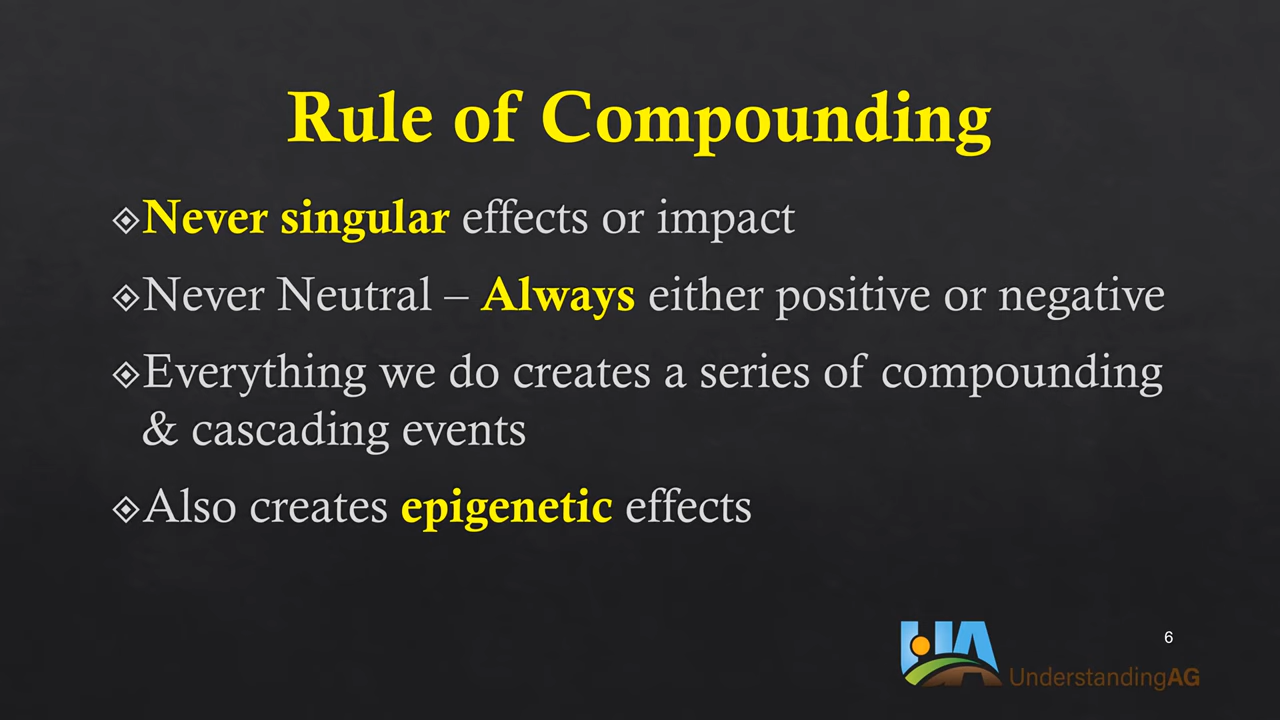 Rule of Compounding
Never singular effects or impact
Never Neutral – Always either positive or negative
Everything we do creates a series of compounding
& cascading events
Also creates epigenetic effects
6
UA
UnderstandingAG